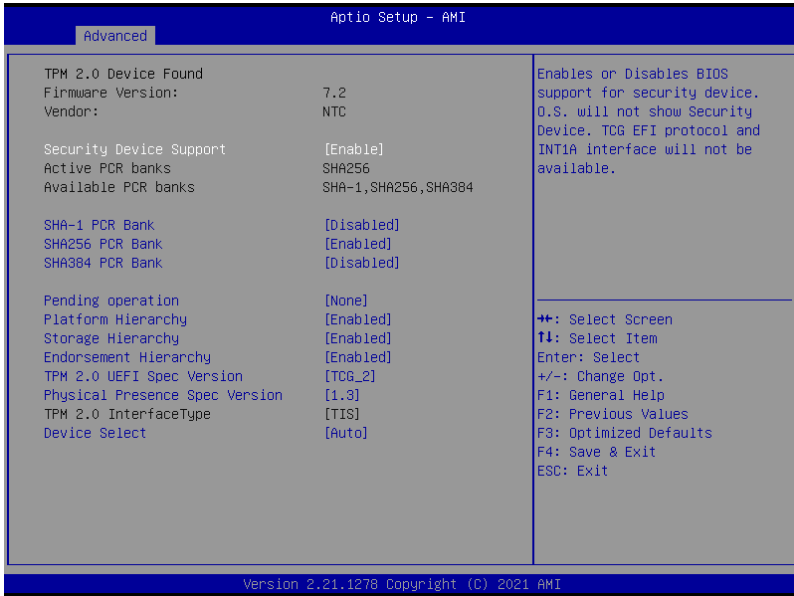 Aptio Setup – AMI
Advanced
TPM 2.0 Device Found
Firmware Version: 7.2
Vendor: NTC
Security Device Support [Enable]
Active PCR banks SHA256
Available PCR banks SHA-1,SHA256,SHA384
SHA-1 PCR Bank [Disabled]
SHA256 PCR Bank [Enabled]
SHA384 PCR Bank [Disabled]
Pending operation [None]
Platform Hierarchy [Enabled]
Storage Hierarchy [Enabled]
Endorsement Hierarchy [Enabled]
TPM 2.0 UEFI Spec Version [TCG_2]
Physical Presence Spec Version [1.3]
TPM 2.0 InterfaceType [TIS]
Device Select [Auto]
Enables or Disables BIOS
support for security device.
O.S. will not show Security
Device. TCG EFI protocol and
INT1A interface will not be
available.
→←: Select Screen
↑↓: Select Item
Enter: Select
+/-: Change Opt.
F1: General Help
F2: Previous Values
F3: Optimized Defaults
F4: Save & Exit
ESC: Exit
Version 2.21.1278 Copyright (C) 2021 AMI